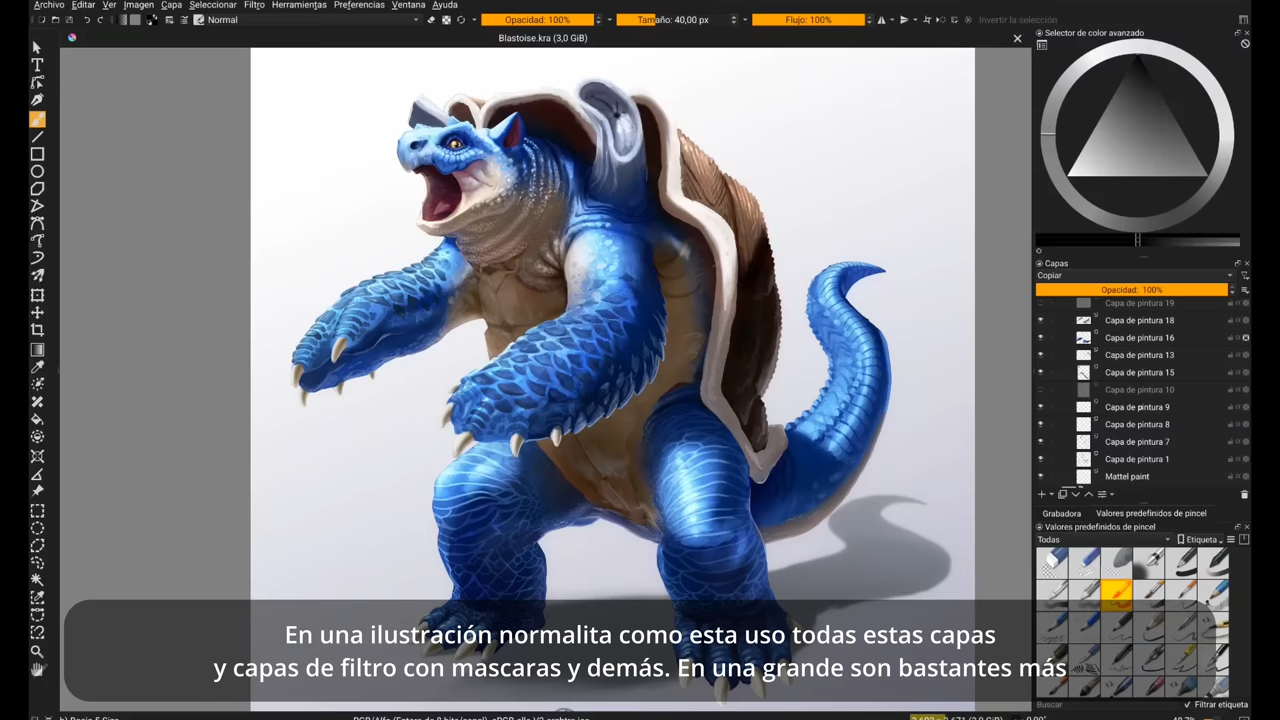 Archivo Editar Ver Imagen Capa Seleccionar Filtro Herramientas Preferencias Ventana Ayuda
Normal Opacidad: 100% Tamaño: 40,00 px Flujo: 100% Invertir la selección
Blastoise.kra (3,0 GiB)
Selector de color avanzado
Capas
Copiar
Opacidad: 100%
Capa de pintura 19
Capa de pintura 18
Capa de pintura 16
Capa de pintura 13
Capa de pintura 15
Capa de pintura 10
Capa de pintura 9
Capa de pintura 8
Capa de pintura 7
Capa de pintura 1
Mattel paint
Grabadora Valores predefinidos de pincel
Valores predefinidos de pincel
Todas Etiqueta
En una ilustración normalita como esta uso todas estas capas
y capas de filtro con mascaras y demás. En una grande son bastantes más
Buscar Filtrar etiqueta